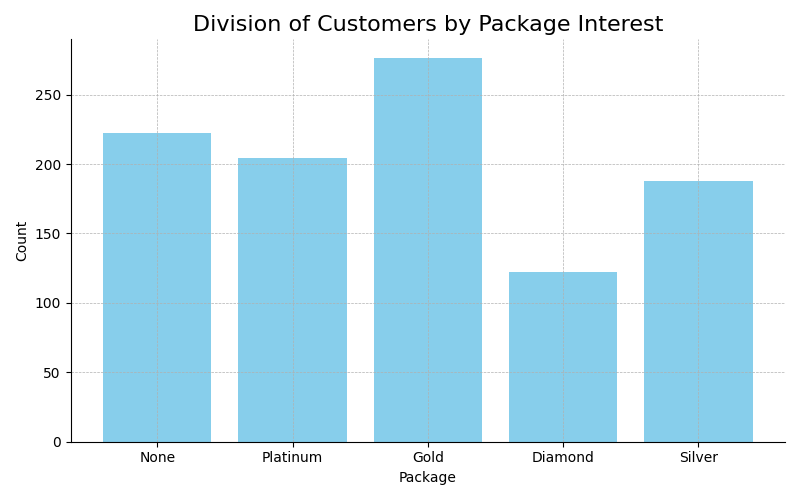 Division of Customers by Package Interest
Count
250
200
150
100
50
0
None Platinum Gold Diamond Silver
Package